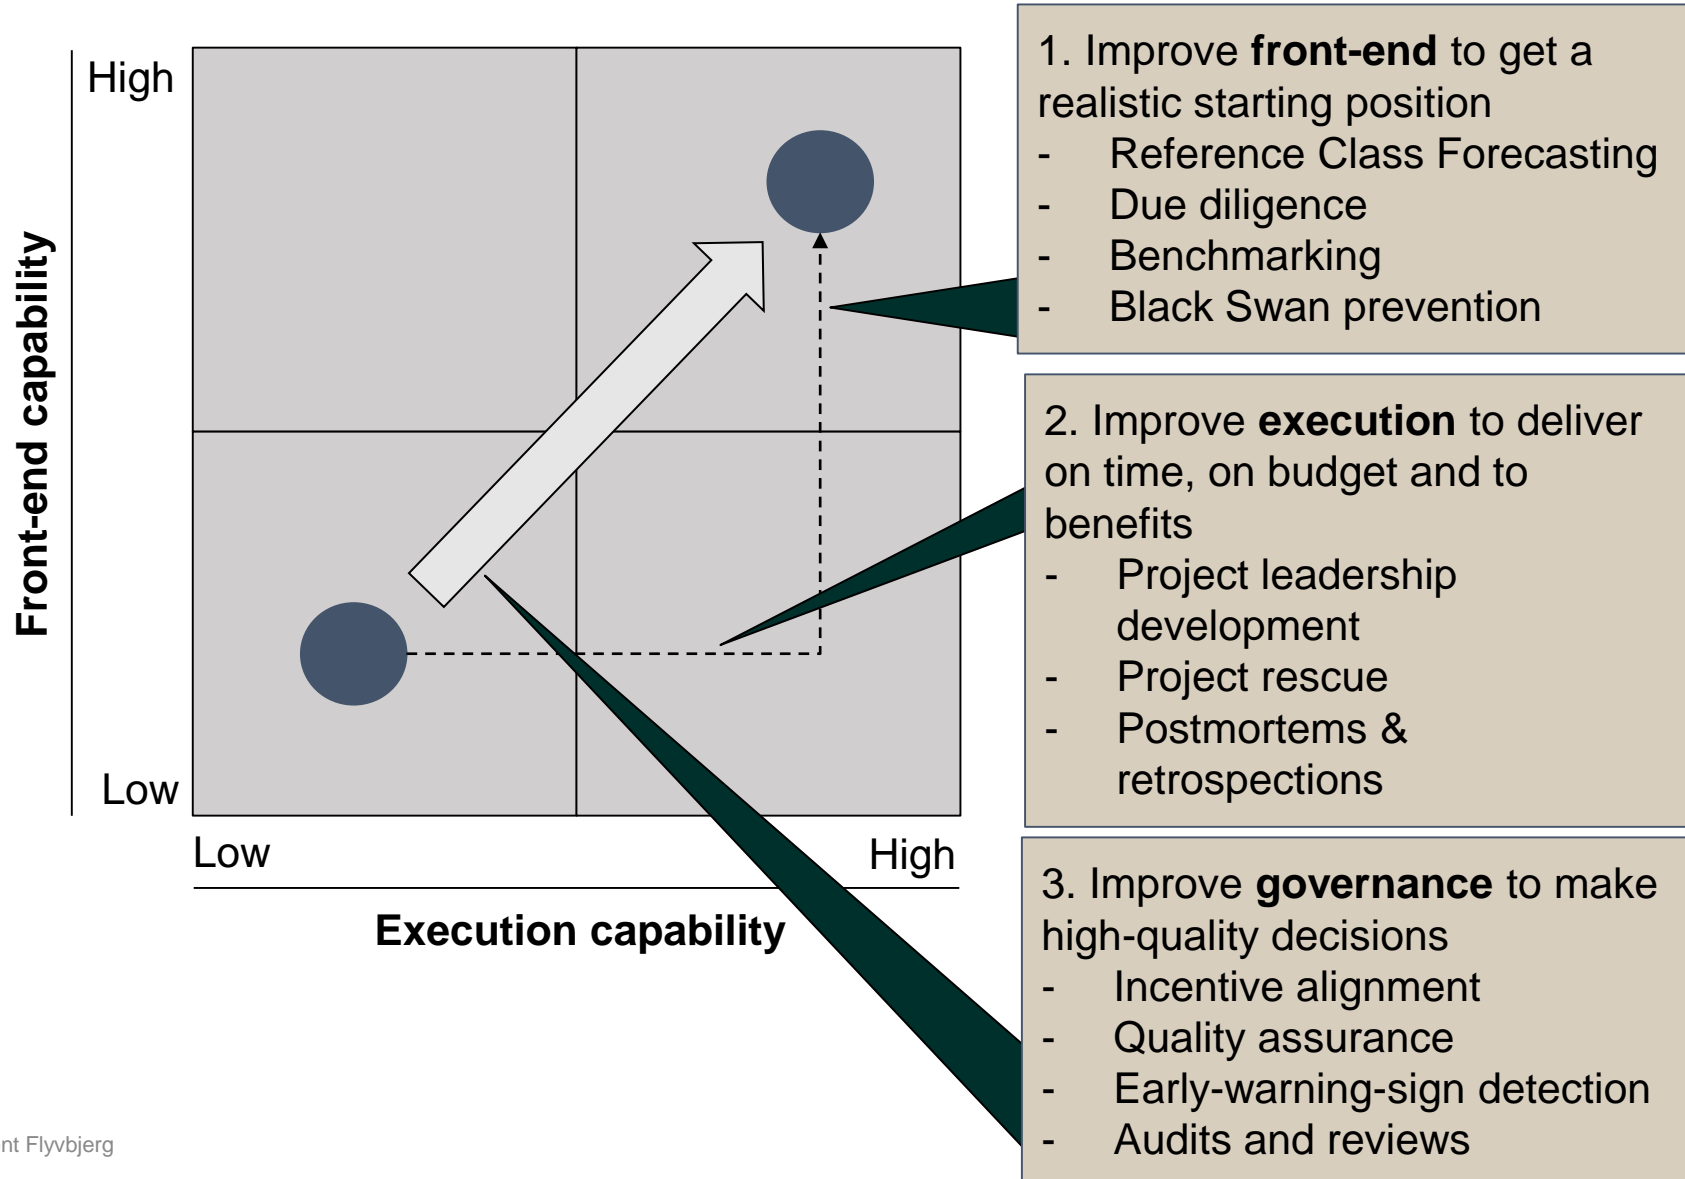 High
Front-end capability
Low
Low
High
Execution capability
1. Improve front-end to get a
realistic starting position
- Reference Class Forecasting
- Due diligence
- Benchmarking
- Black Swan prevention
2. Improve execution to deliver
on time, on budget and to
benefits
- Project leadership
development
- Project rescue
- Postmortems &
retrospections
3. Improve governance to make
high-quality decisions
- Incentive alignment
- Quality assurance
- Early-warning-sign detection
- Audits and reviews
Flyvbjerg